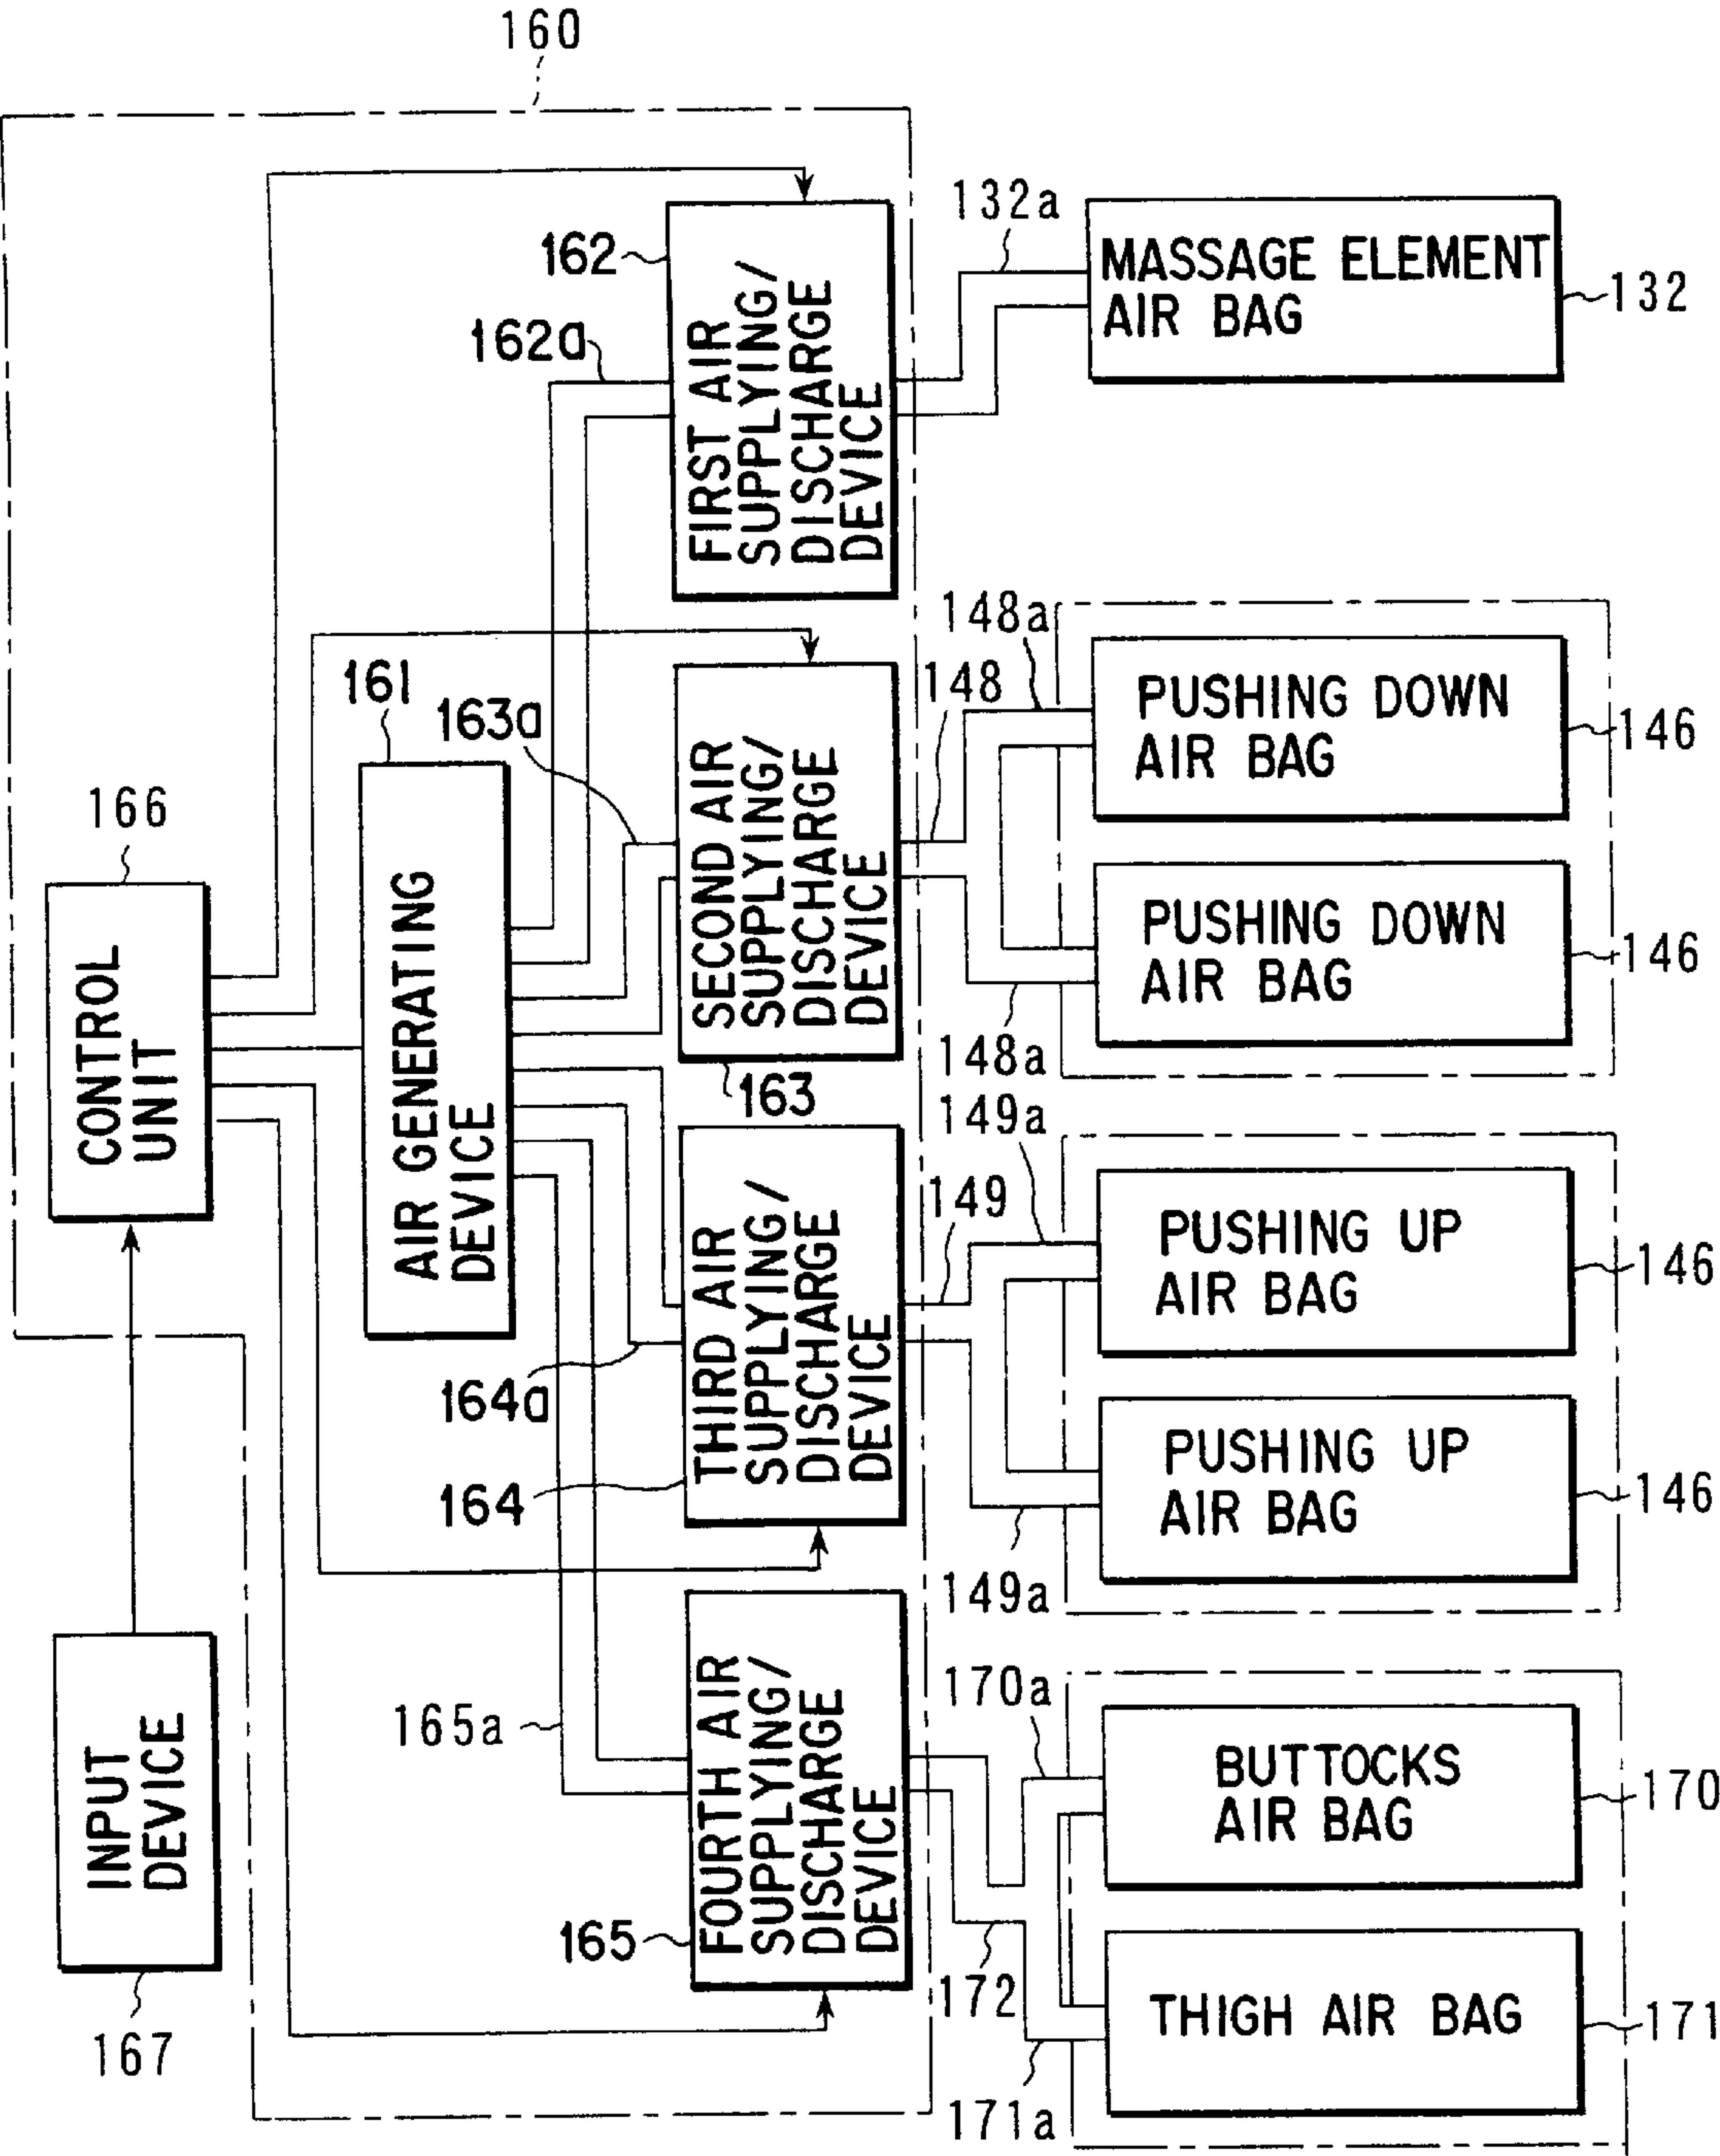 160
132a
162
MASSAGE ELEMENT
AIR BAG
132
162a
FIRST AIR
SUPPLYING/
DISCHARGE
DEVICE
148a
148
161
163a
PUSHING DOWN
AIR BAG
146
166
SECOND AIR
SUPPLYING/
DISCHARGE
DEVICE
PUSHING DOWN
AIR BAG
146
CONTROL
UNIT
AIR GENERATING
DEVICE
148a
163
149a
149
PUSHING UP
AIR BAG
146
THIRD AIR
SUPPLYING/
DISCHARGE
DEVICE
164a
164
PUSHING UP
AIR BAG
146
149a
170a
165a
INPUT
DEVICE
FOURTH AIR
SUPPLYING/
DISCHARGE
DEVICE
BUTTOCKS
AIR BAG
170
165
172
THIGH AIR BAG
171
167
171a